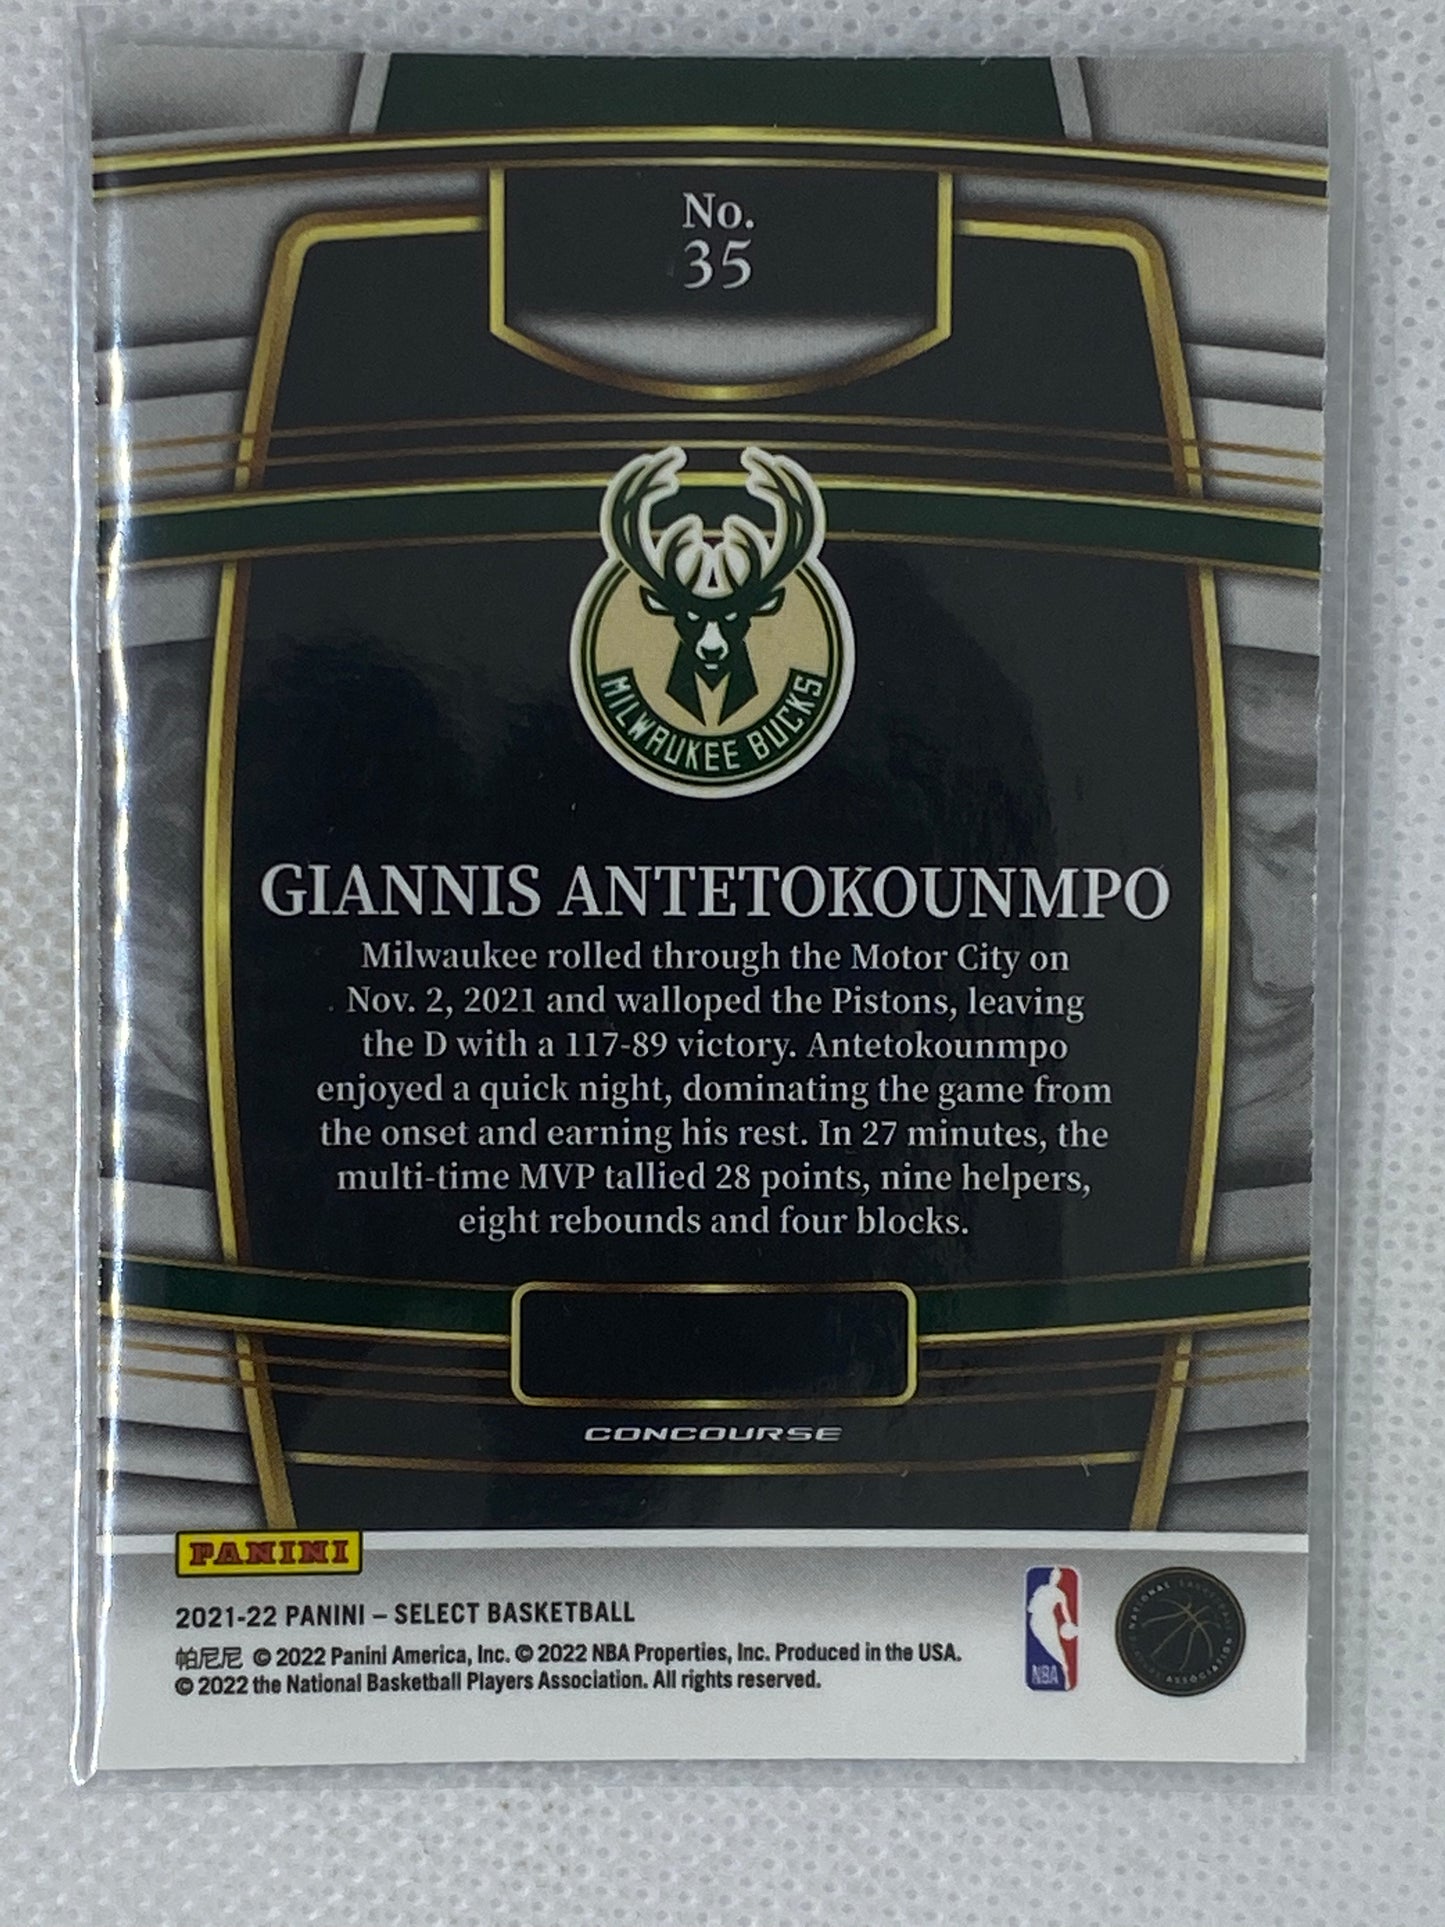 No.
35
MILWAUKEE BUCKS
GIANNIS ANTETOKOUNMPO
Milwaukee rolled through the Motor City on
Nov. 2, 2021 and walloped the Pistons, leaving
the D with a 117-89 victory. Antetokounmpo
enjoyed a quick night, dominating the game from
the onset and earning his rest. In 27 minutes, the
multi-time MVP tallied 28 points, nine helpers,
eight rebounds and four blocks.
CONCOURSE
PANINI
2021-22 PANINI – SELECT BASKETBALL
帕尼尼 © 2022 Panini America, Inc. © 2022 NBA Properties, Inc. Produced in the USA.
© 2022 the National Basketball Players Association. All rights reserved.
NBA
NATIONAL BASKETBALL
ASSOCIATION